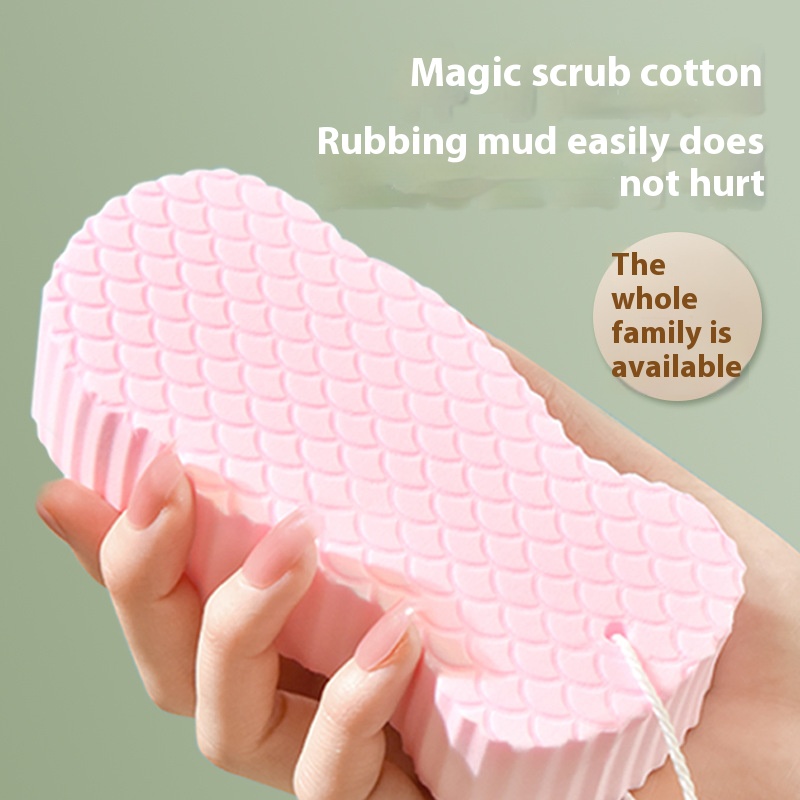 Magic scrub cotton
Rubbing mud easily does
not hurt
The
whole
family is
available